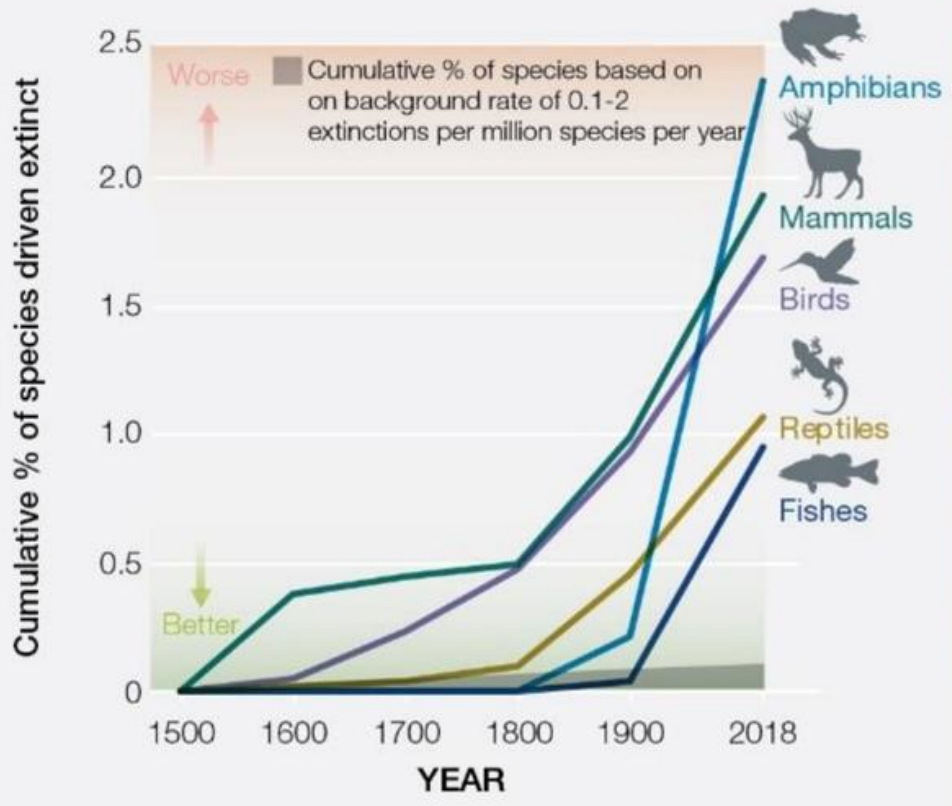 Cumulative % of species driven extinct
2.5
2.0
1.5
1.0
0.5
0
Worse
Cumulative % of species based on
on background rate of 0.1-2
extinctions per million species per year
Better
Amphibians
Mammals
Birds
Reptiles
Fishes
1500 1600 1700 1800 1900 2018
YEAR